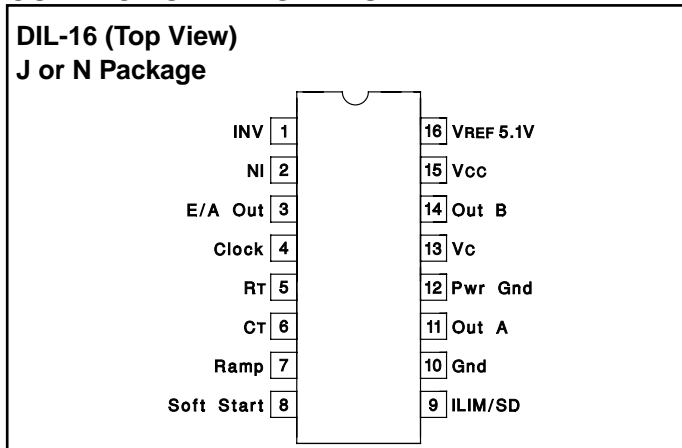 DIL-16 (Top View)
J or N Package
INV 1
NI 2
E/A Out 3
Clock 4
RT 5
CT 6
Ramp 7
Soft Start 8
16 VREF 5.1V
15 Vcc
14 Out B
13 Vc
12 Pwr Gnd
11 Out A
10 Gnd
9 ILIM/SD